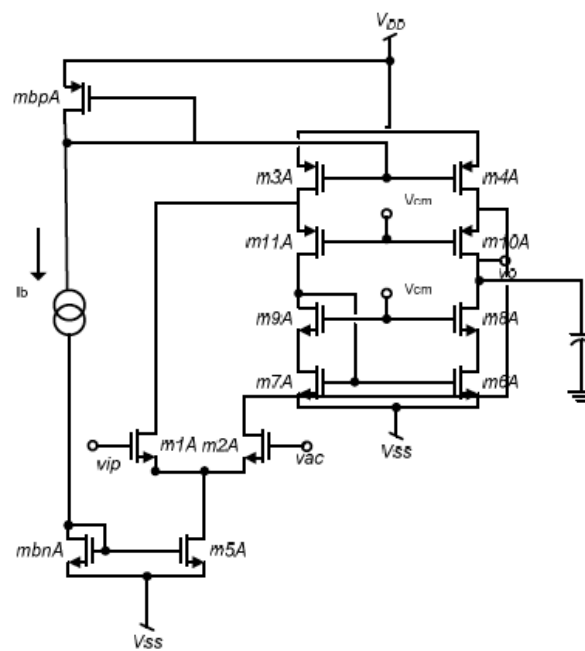 VDD
mbpA
m3A
m4A
Vcm
m11A
m10A
vo
Ib
Vcm
m9A
m8A
m7A
m6A
m1A
m2A
vip
vac
Vss
mbnA
m5A
Vss